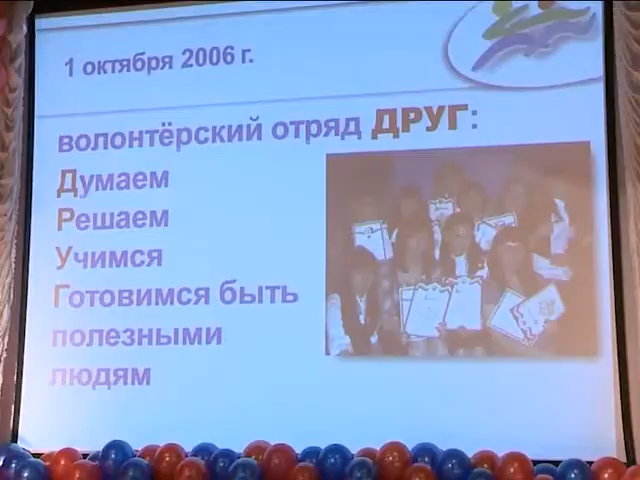 1 октября 2006 г.
волонтёрский отряд ДРУГ:
Думаем
Решаем
Учимся
Готовимся быть
полезными
людям